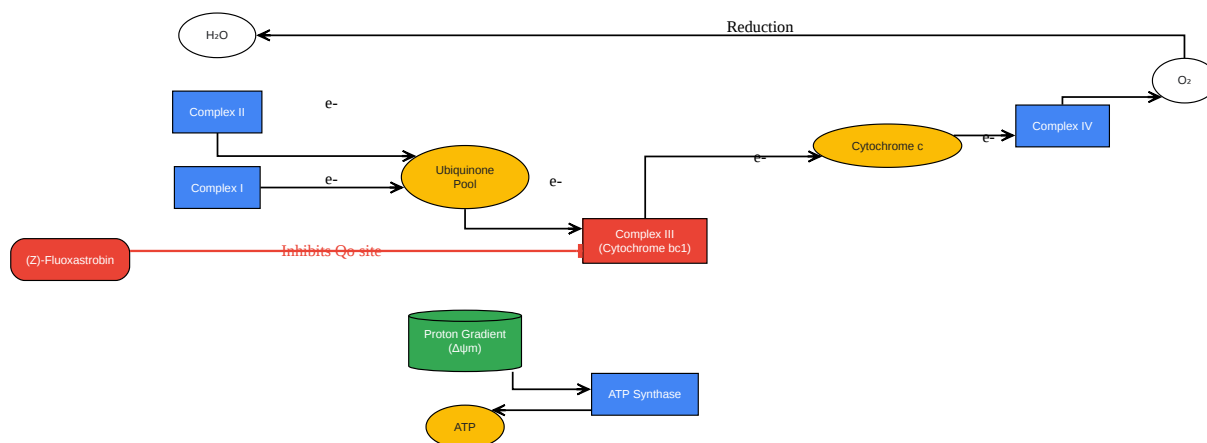 Reduction
H₂O
O₂
Complex II
e-
Complex IV
e-
Cytochrome c
e-
Ubiquinone
Pool
e-
e-
Complex I
Complex III
(Cytochrome bc1)
Inhibits Qo site
(Z)-Fluoxastrobin
Proton Gradient
(Δψm)
ATP Synthase
ATP